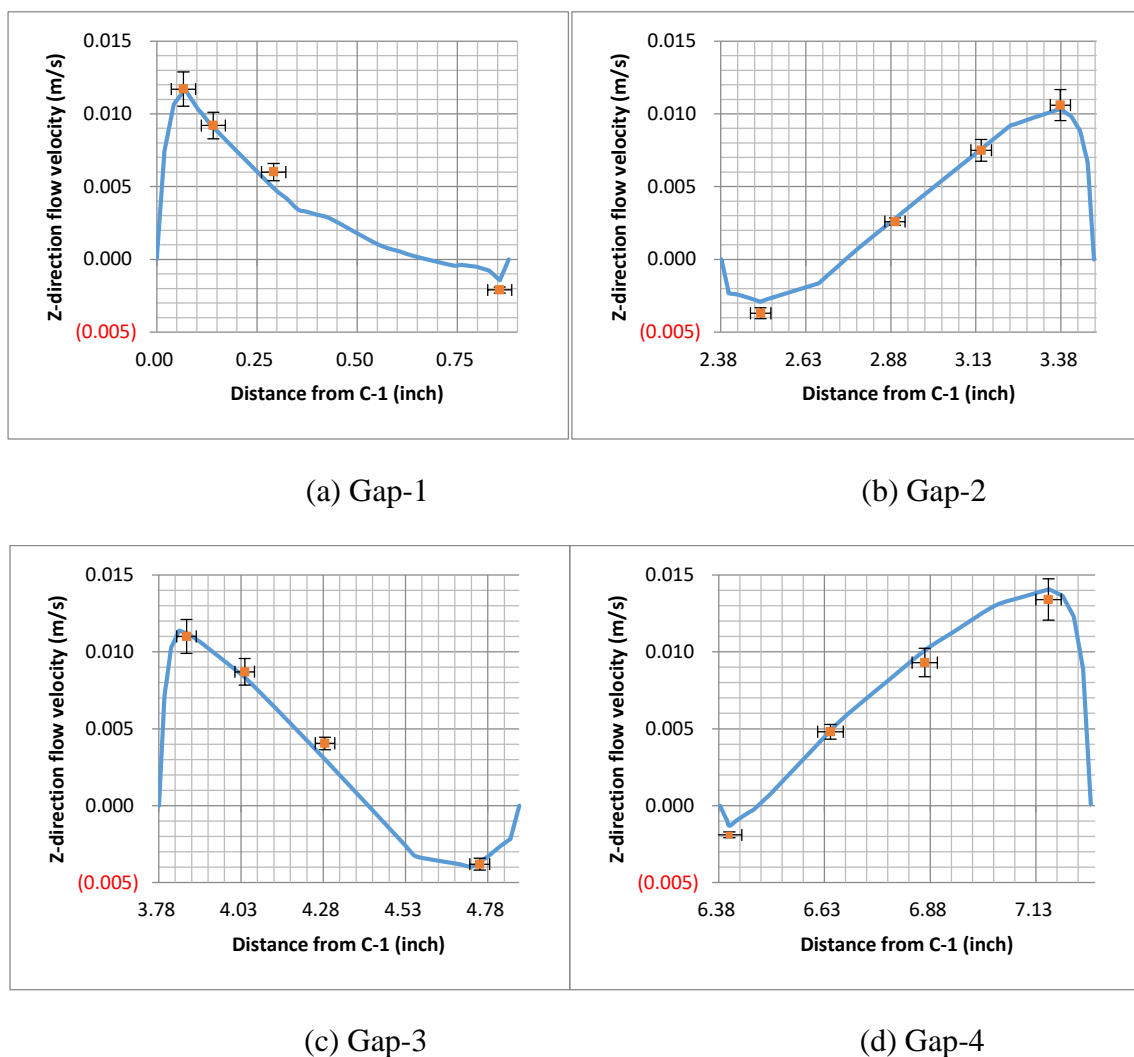 Z-direction flow velocity (m/s)
0.015
0.010
0.005
0.000
(0.005)
0.00 0.25 0.50 0.75
Distance from C-1 (inch)
(a) Gap-1
Z-direction flow velocity (m/s)
0.015
0.010
0.005
0.000
(0.005)
2.38 2.63 2.88 3.13 3.38
Distance from C-1 (inch)
(b) Gap-2
Z-direction flow velocity (m/s)
0.015
0.010
0.005
0.000
(0.005)
3.78 4.03 4.28 4.53 4.78
Distance from C-1 (inch)
(c) Gap-3
Z-direction flow velocity (m/s)
0.015
0.010
0.005
0.000
(0.005)
6.38 6.63 6.88 7.13
Distance from C-1 (inch)
(d) Gap-4